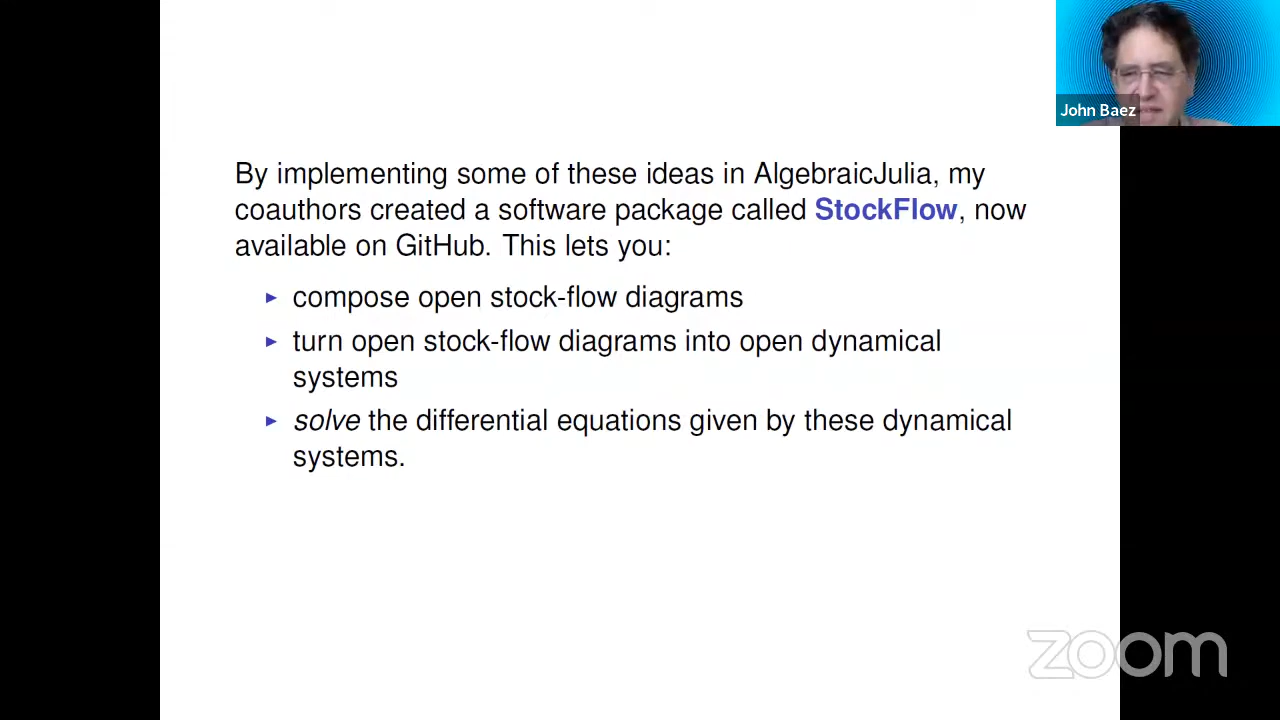 John Baez
By implementing some of these ideas in AlgebraicJulia, my
coauthors created a software package called StockFlow, now
available on GitHub. This lets you:
compose open stock-flow diagrams
turn open stock-flow diagrams into open dynamical
systems
solve the differential equations given by these dynamical
systems.
zoom